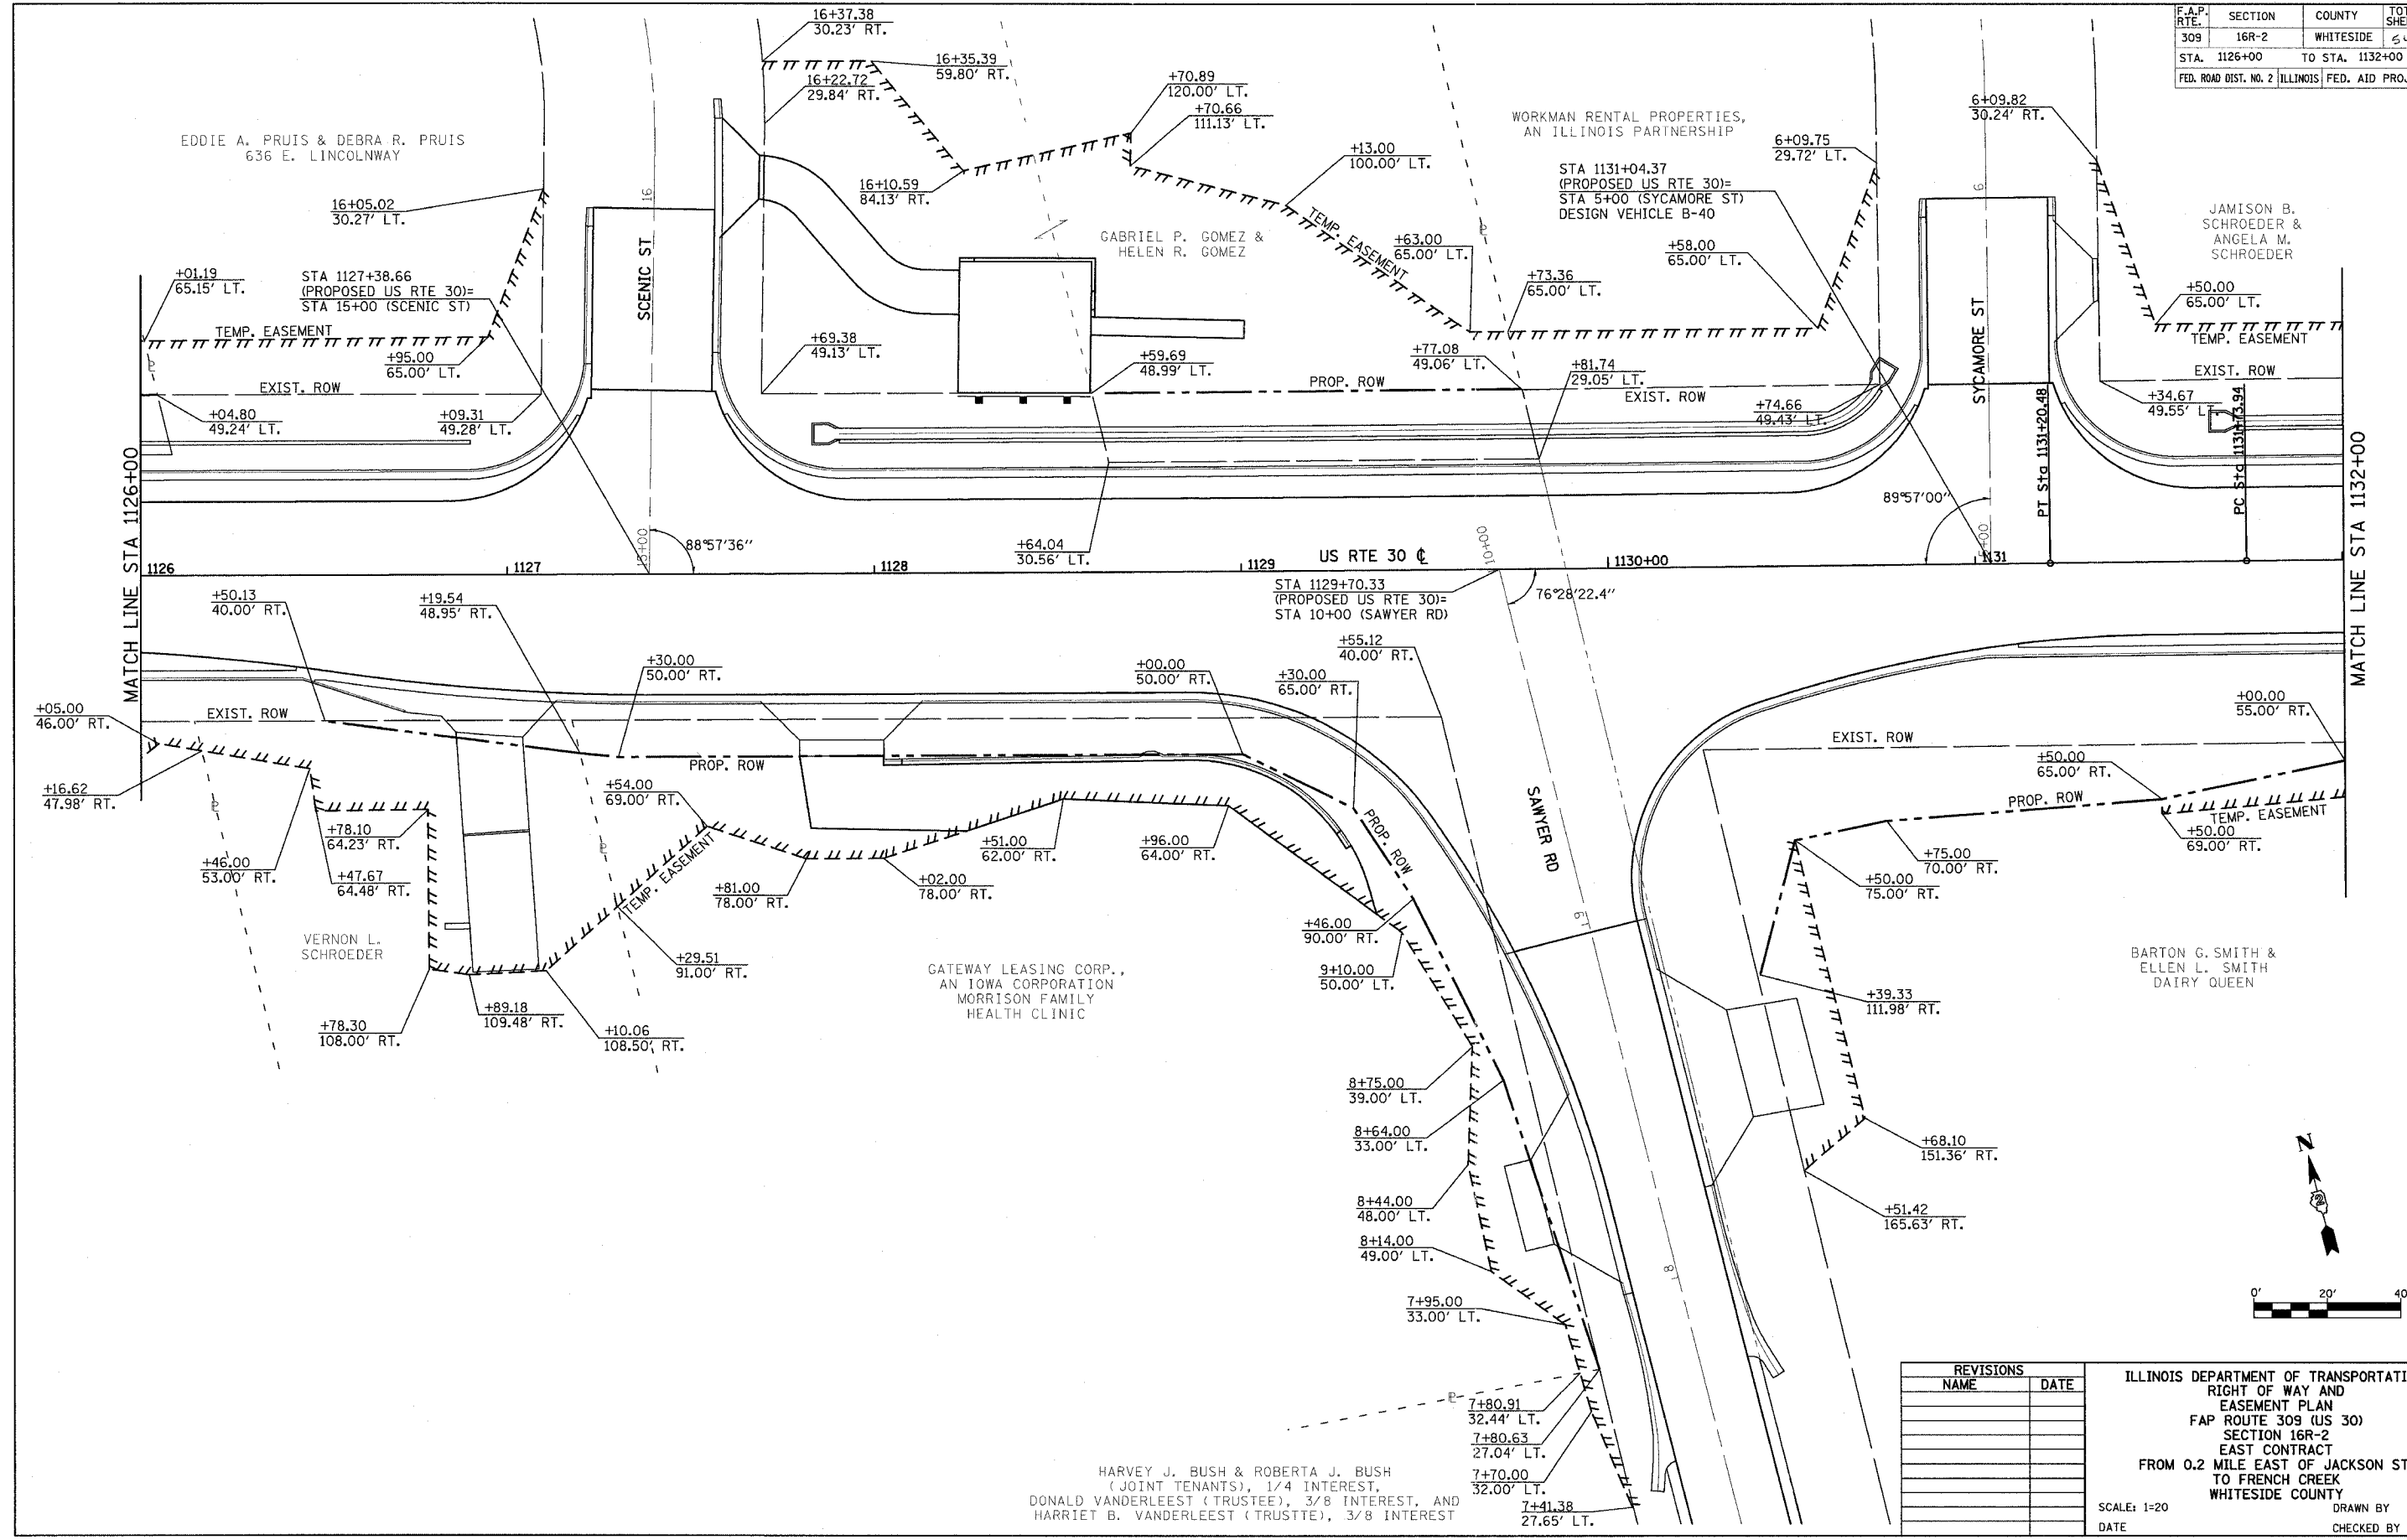 F.A.P. RTE. SECTION COUNTY
309 16R-2 WHITESIDE
STA. 1126+00 TO STA. 1132+00
FED. ROAD DIST. NO. 2 ILLINOIS FED. AID
16+37.38
30.23' RT.
16+35.39
59.80' RT.
16+22.72
29.84' RT.
+70.89
120.00' LT.
+70.66
111.13' LT.
EDDIE A. PRUIS & DEBRA R. PRUIS
636 E. LINCOLNWAY
WORKMAN RENTAL PROPERTIES,
AN ILLINOIS PARTNERSHIP
6+09.82
30.24' RT.
6+09.75
29.72' LT.
+13.00
100.00' LT.
16+05.02
30.27' LT.
16+10.59
84.13' RT.
16
6
STA 1131+04.37
(PROPOSED US RTE 30)=
STA 5+00 (SYCAMORE ST)
DESIGN VEHICLE B-40
JAMISON B.
SCHROEDER &
ANGELA M.
SCHROEDER
GABRIEL P. GOMEZ &
HELEN R. GOMEZ
TEMP. EASEMENT
+63.00
65.00' LT.
+58.00
65.00' LT.
+01.19
65.15' LT.
STA 1127+38.66
(PROPOSED US RTE 30)=
STA 15+00 (SCENIC ST)
SCENIC ST
+73.36
65.00' LT.
+50.00
65.00' LT.
TEMP. EASEMENT
TEMP. EASEMENT
+95.00
65.00' LT.
+69.38
49.13' LT.
+59.69
48.99' LT.
+77.08
49.06' LT.
+81.74
29.05' LT.
SYCAMORE ST
EXIST. ROW
PROP. ROW
EXIST. ROW
EXIST. ROW
+04.80
49.24' LT.
+09.31
49.28' LT.
+74.66
49.43' LT.
+34.67
49.55' LT
PT Sta 1131+20.48
PC Sta 1131+73.94
MATCH LINE STA 1126+00
MATCH LINE STA 1132+00
15+00
88°57'36"
+64.04
30.56' LT.
US RTE 30 ℄
10+00
89°57'00"
5+00
1126
1127
1128
1129
1130+00
1131
STA 1129+70.33
(PROPOSED US RTE 30)=
STA 10+00 (SAWYER RD)
76°28'22.4"
+50.13
40.00' RT.
+19.54
48.95' RT.
+30.00
50.00' RT.
+00.00
50.00' RT.
+55.12
40.00' RT.
+30.00
65.00' RT.
+05.00
46.00' RT.
EXIST. ROW
+00.00
55.00' RT.
EXIST. ROW
PROP. ROW
+50.00
65.00' RT.
+16.62
47.98' RT.
+54.00
69.00' RT.
SAWYER RD
PROP. ROW
PROP. ROW
TEMP. EASEMENT
+78.10
64.23' RT.
+50.00
69.00' RT.
+46.00
53.00' RT.
+47.67
64.48' RT.
TEMP. EASEMENT
+81.00
78.00' RT.
+02.00
78.00' RT.
+51.00
62.00' RT.
+96.00
64.00' RT.
+75.00
70.00' RT.
+50.00
75.00' RT.
VERNON L.
SCHROEDER
+29.51
91.00' RT.
GATEWAY LEASING CORP.,
AN IOWA CORPORATION
MORRISON FAMILY
HEALTH CLINIC
+46.00
90.00' RT.
9+10.00
50.00' LT.
9
BARTON G. SMITH &
ELLEN L. SMITH
DAIRY QUEEN
+39.33
111.98' RT.
+78.30
108.00' RT.
+89.18
109.48' RT.
+10.06
108.50' RT.
8+75.00
39.00' LT.
8+64.00
33.00' LT.
+68.10
151.36' RT.
N
2
8+44.00
48.00' LT.
+51.42
165.63' RT.
8+14.00
49.00' LT.
8
7+95.00
33.00' LT.
0' 20' 40
7+80.91
32.44' LT.
7+80.63
27.04' LT.
7+70.00
32.00' LT.
7+41.38
27.65' LT.
HARVEY J. BUSH & ROBERTA J. BUSH
(JOINT TENANTS), 1/4 INTEREST,
DONALD VANDERLEEST (TRUSTEE), 3/8 INTEREST, AND
HARRIET B. VANDERLEEST (TRUSTTE), 3/8 INTEREST
REVISIONS
NAME DATE
ILLINOIS DEPARTMENT OF TRANSPORTATI
RIGHT OF WAY AND
EASEMENT PLAN
FAP ROUTE 309 (US 30)
SECTION 16R-2
EAST CONTRACT
FROM 0.2 MILE EAST OF JACKSON ST
TO FRENCH CREEK
WHITESIDE COUNTY
SCALE: 1=20 DRAWN BY
DATE CHECKED BY